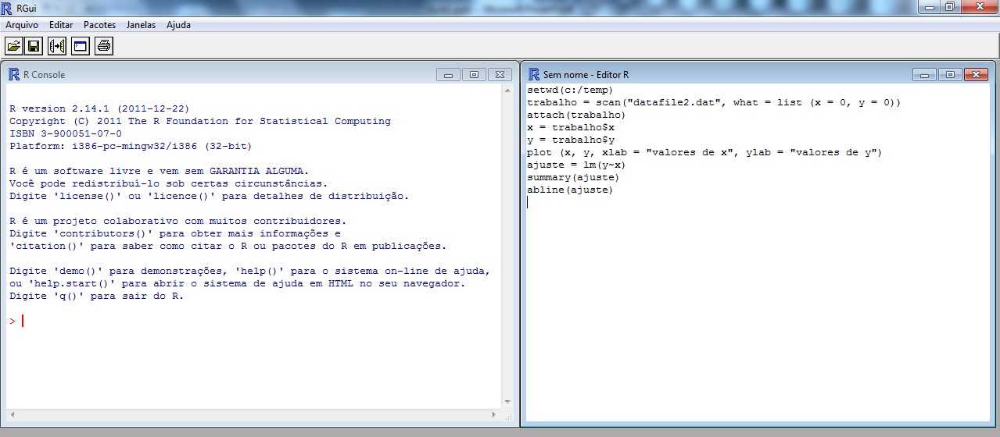 RGui
Arquivo Editar Pacotes Janelas Ajuda
R Console
R version 2.14.1 (2011-12-22)
Copyright (C) 2011 The R Foundation for Statistical Computing
ISBN 3-900051-07-0
Platform: i386-pc-mingw32/i386 (32-bit)
R é um software livre e vem sem GARANTIA ALGUMA.
Você pode redistribuí-lo sob certas circunstâncias.
Digite 'license()' ou 'licence()' para detalhes de distribuição.
R é um projeto colaborativo com muitos contribuidores.
Digite 'contributors()' para obter mais informações e
'citation()' para saber como citar o R ou pacotes do R em publicações.
Digite 'demo()' para demonstrações, 'help()' para o sistema on-line de ajuda,
ou 'help.start()' para abrir o sistema de ajuda em HTML no seu navegador.
Digite 'q()' para sair do R.
>
Sem nome - Editor R
setwd(c:/temp)
trabalho = scan("datafile2.dat", what = list (x = 0, y = 0))
attach(trabalho)
x = trabalho$x
y = trabalho$y
plot (x, y, xlab = "valores de x", ylab = "valores de y")
ajuste = lm(y~x)
summary(ajuste)
abline(ajuste)